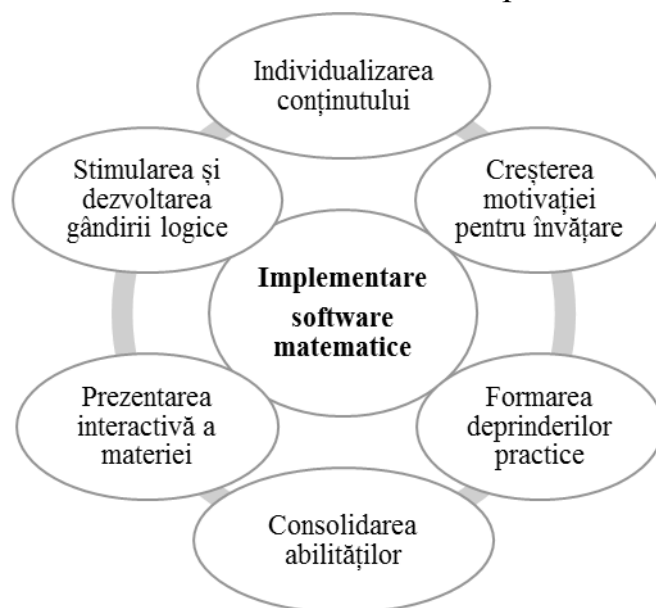 Individualizarea
conținutului
Creșterea
motivației
pentru învățare
Formarea
deprinderilor
practice
Consolidarea
abilităților
Prezentarea
interactivă a
materiei
Stimularea și
dezvoltarea
gândirii logice
Implementare
software
matematice